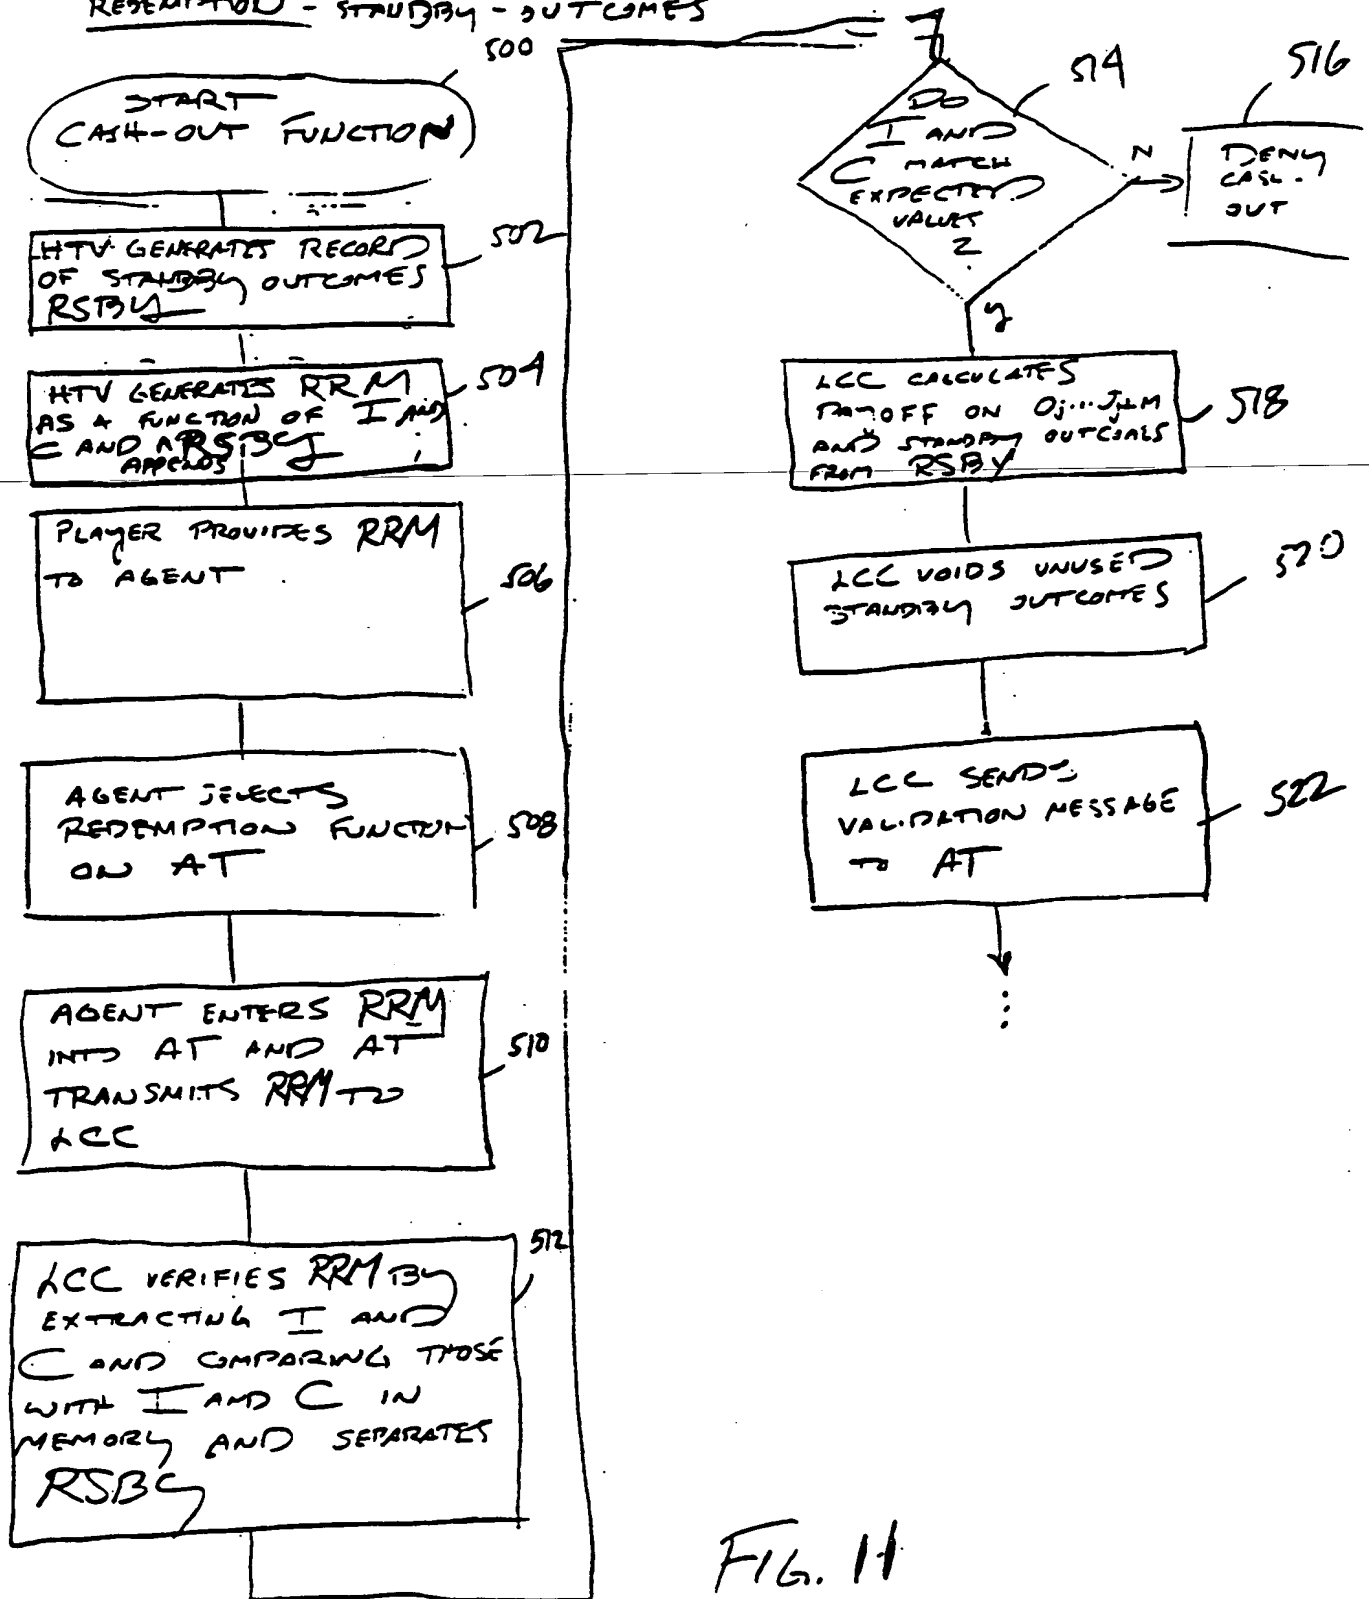 REDEMPTION - STANDBY - OUTCOMES
500
START
CASH-OUT FUNCTION
502
HTV GENERATES RECORD
OF STANDBY OUTCOMES
RSBY
504
HTV GENERATES RRM
AS A FUNCTION OF I AND
C AND APPENDS RSBY
506
PLAYER PROVIDES RRM
TO AGENT
508
AGENT SELECTS
REDEMPTION FUNCTION
ON AT
510
AGENT ENTERS RRM
INTO AT AND AT
TRANSMITS RRM TO
LCC
512
LCC VERIFIES RRM BY
EXTRACTING I AND
C AND COMPARING THOSE
WITH I AND C IN
MEMORY AND SEPARATES
RSBY
514
DO
I AND
C MATCH
EXPECTED
VALUES
?
N
Y
516
DENY
CASH-
OUT
518
LCC CALCULATES
PAYOFF ON
AND STANDBY OUTCOMES
FROM RSBY
520
LCC VOIDS UNUSED
STANDBY OUTCOMES
522
LCC SENDS
VALIDATION MESSAGE
TO AT
FIG. 11